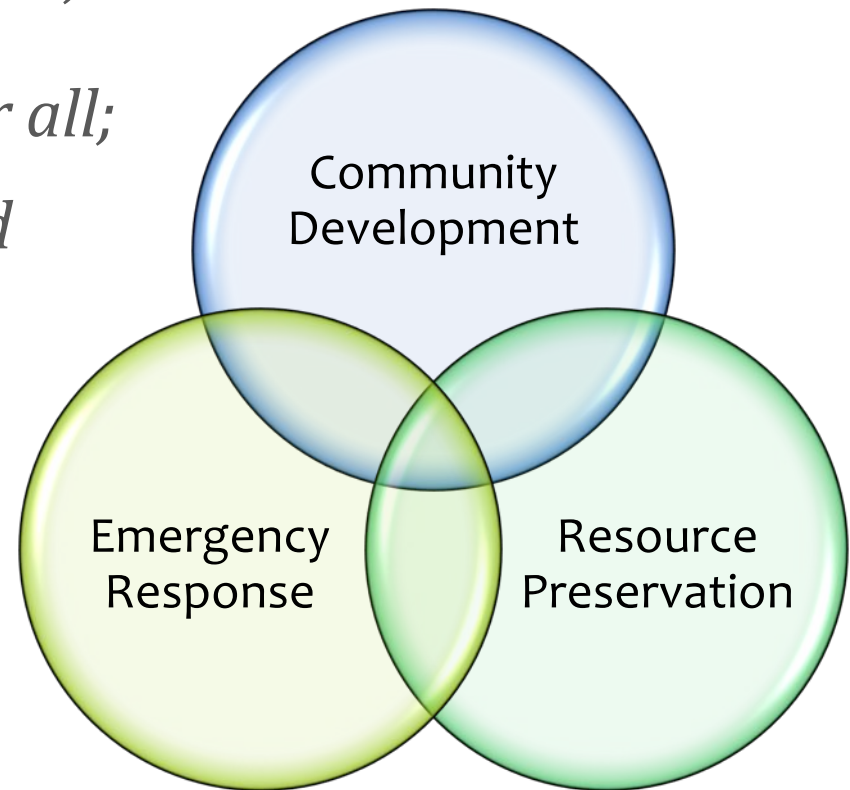 r all;
d
Community
Development
Emergency
Response
Resource
Preservation